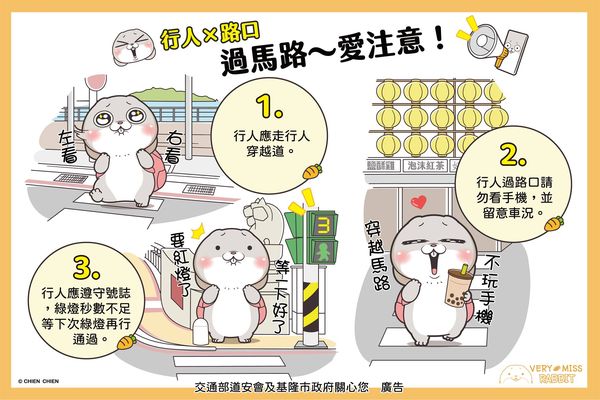 行人×路口
過馬路～愛注意！
1.
行人應走行人
穿越道。
左看
右看
鹽酥雞
泡沫紅茶
2.
行人過路口請
勿看手機，並
留意車況。
穿越馬路
不玩手機
3.
行人應遵守號誌
，綠燈秒數不足
等下次綠燈再行
通過。
要紅燈了
等一下好了
3
© CHIEN CHIEN
VERY MISS
RABBIT
交通部道安會及基隆市政府關心您　廣告